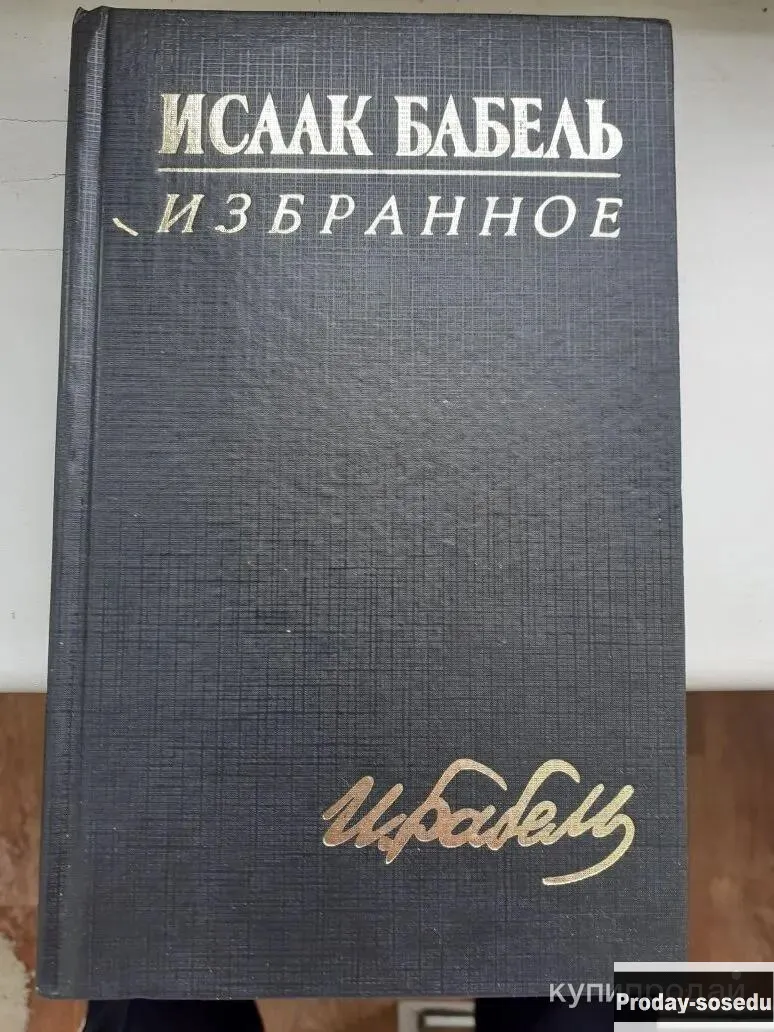 ИСААК БАБЕЛЬ
ИЗБРАННОЕ
И. Бабель
купипродай
Proday-sosedu